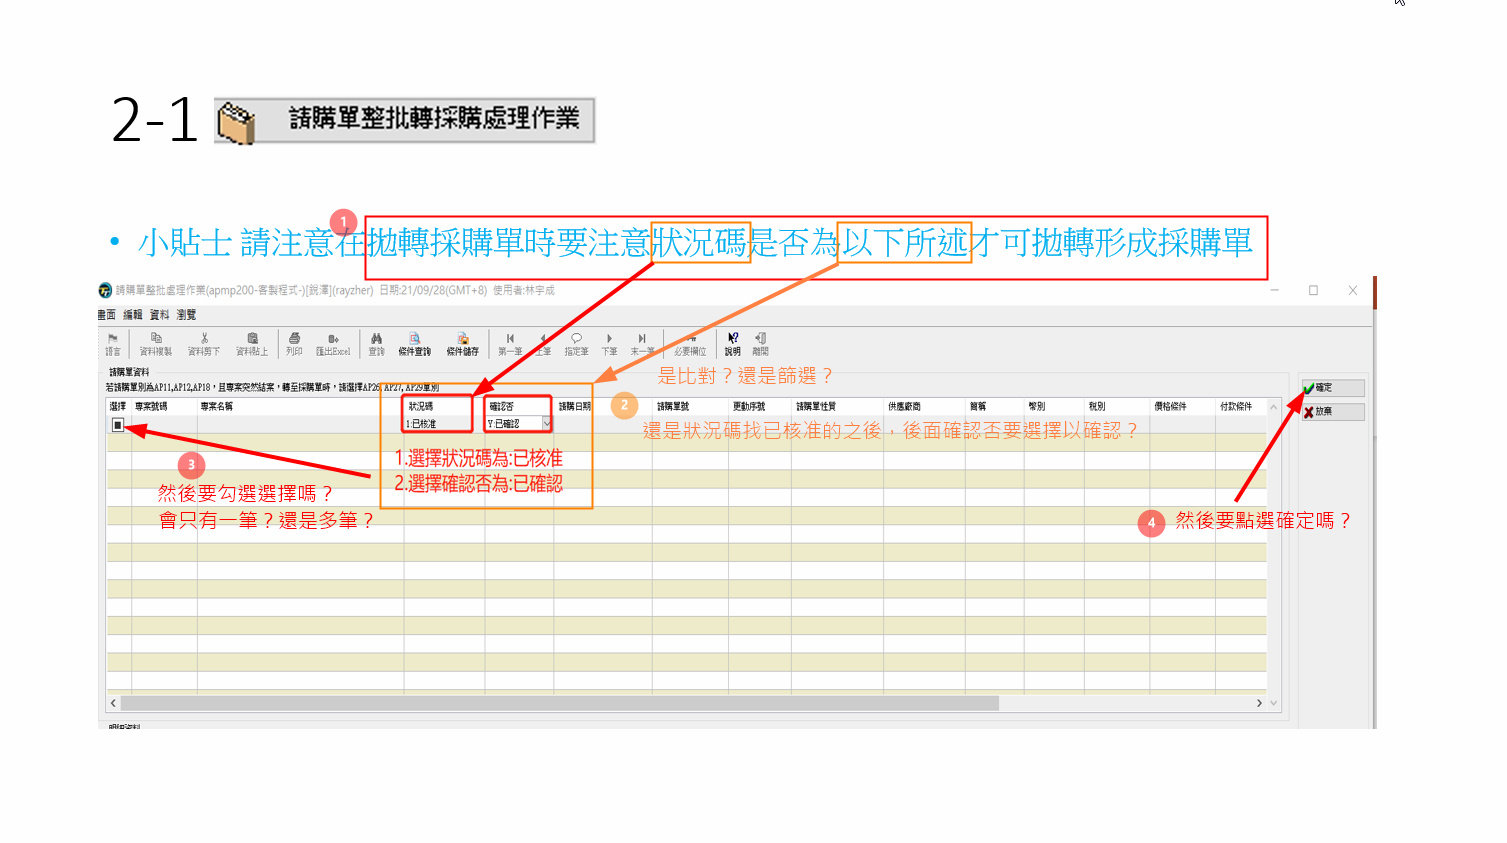 2-1 請購單整批轉採購處理作業
1
• 小貼士 請注意在拋轉採購單時要注意狀況碼是否為以下所述才可拋轉形成採購單
請購單整批處理作業(apmp200-客製程式-)[銳澤](rayzher) 日期:21/09/28(GMT+8) 使用者:林宇成
畫面 編輯 資料 瀏覽
語言 資料複製 資料剪下 資料貼上 列印 匯出Excel 查詢 條件查詢 條件儲存 第一筆 上筆 指定筆 下筆 末一筆 必要欄位 說明 離開
請購單資料
是比對？還是篩選？
若請購單別為AP11,AP12,AP18，且專案突然結案，轉至採購單時，請選擇AP26, AP27, AP29單別
確定
選擇 專案號碼 專案名稱 狀況碼 確認否 請購日期 2 請購單號 更動序號 請購單性質 供應廠商 簡稱 幣別 稅別 價格條件 付款條件
放棄
1:已核准 Y:已確認
還是狀況碼找已核准的之後，後面確認否要選擇以確認？
1.選擇狀況碼為:已核准
2.選擇確認否為:已確認
3
然後要勾選選擇嗎？
會只有一筆？還是多筆？
4 然後要點選確定嗎？